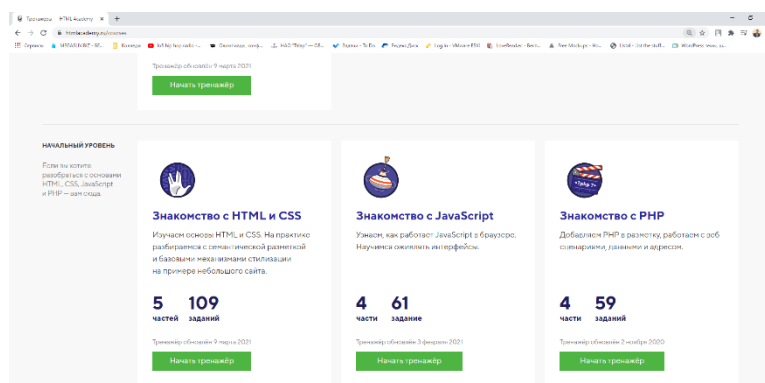 Тренажеры — HTML Academy
htmlacademy.ru/courses
Сервисы
Тренажёр обновлён 9 марта 2021
Начать тренажёр
НАЧАЛЬНЫЙ УРОВЕНЬ
Если вы хотите
разобраться с основами
HTML, CSS, JavaScript
и PHP — вам сюда.
Знакомство с HTML и CSS
Изучаем основы HTML и CSS. На практике
разбираемся с семантической разметкой
и базовыми механизмами стилизации
на примере небольшого сайта.
5 109
частей заданий
Тренажёр обновлён 9 марта 2021
Начать тренажёр
Знакомство с JavaScript
Узнаем, как работает JavaScript в браузере.
Научимся оживлять интерфейсы.
4 61
части задание
Тренажёр обновлён 3 февраля 2021
Начать тренажёр
<?php ?>
Знакомство с PHP
Добавляем PHP в разметку, работаем с веб
сценариями, данными и адресом.
4 59
части заданий
Тренажёр обновлён 2 ноября 2020
Начать тренажёр